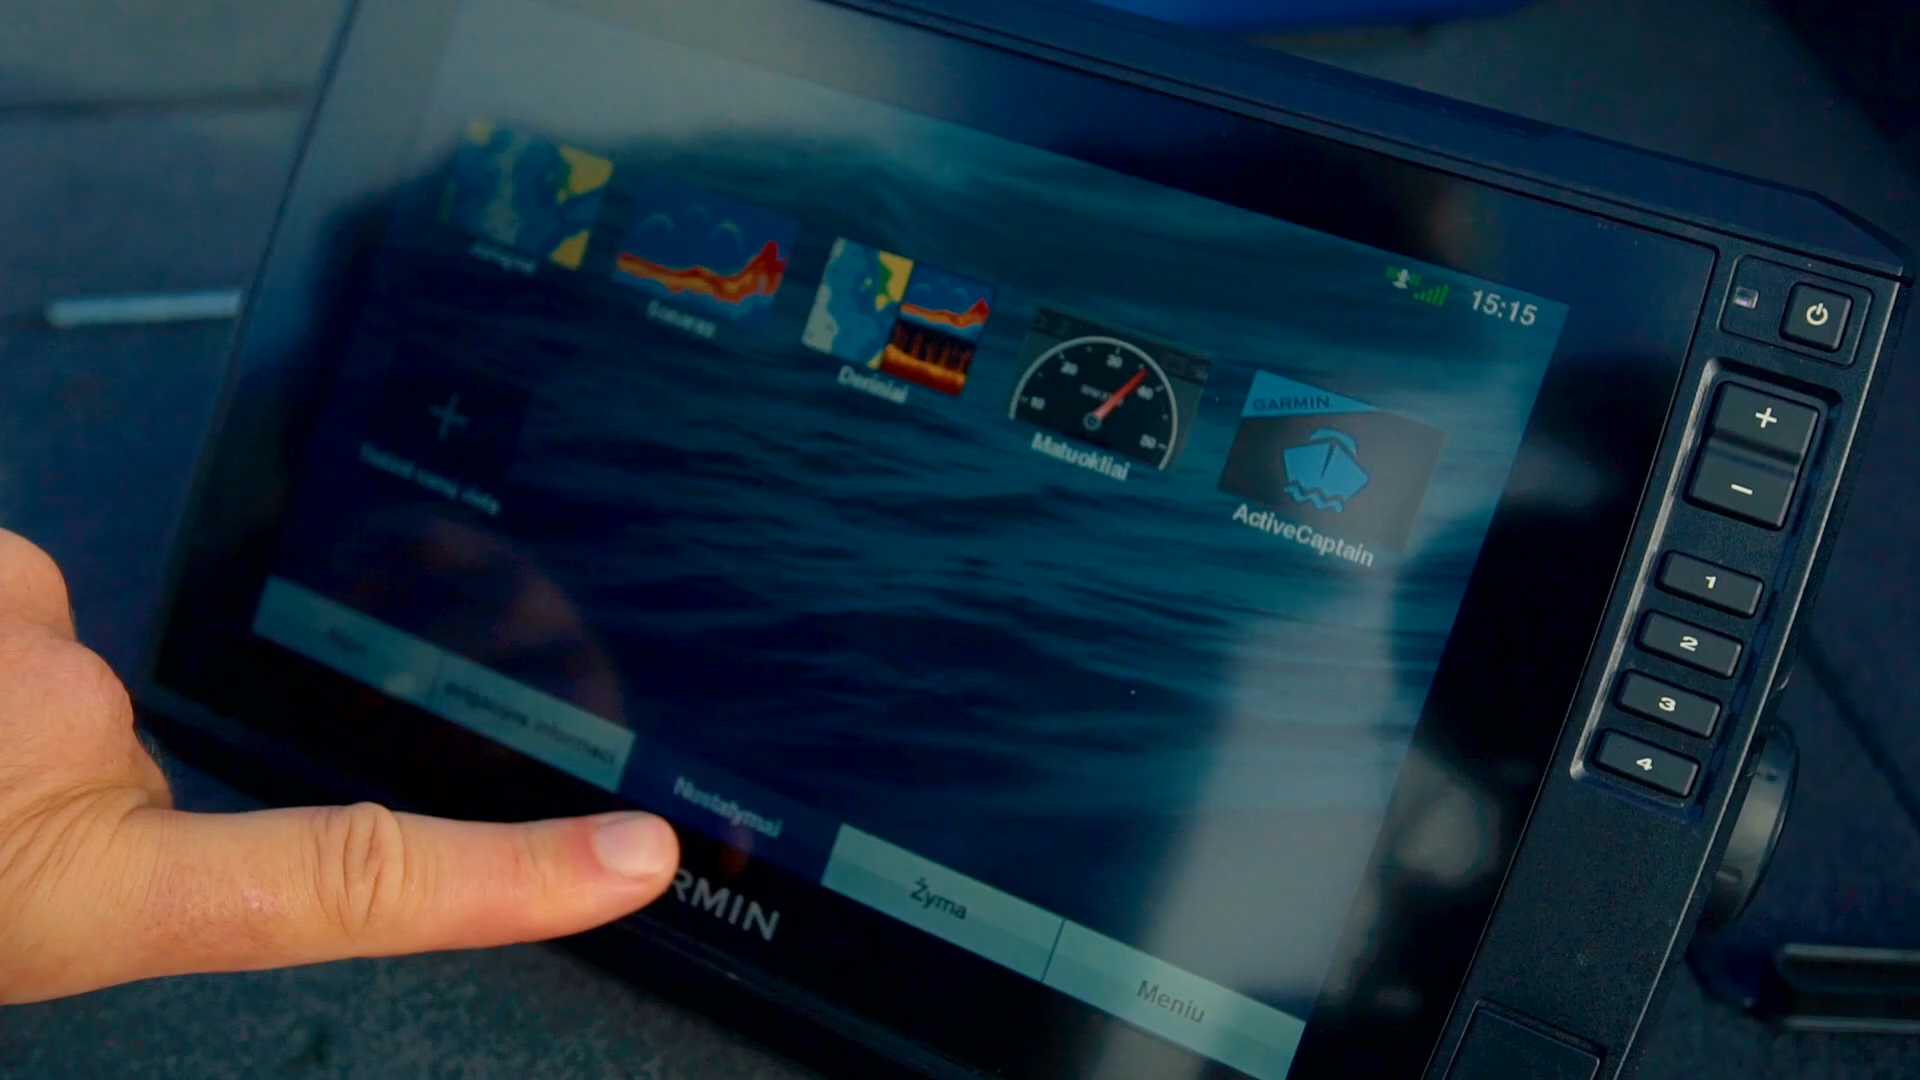 15:15
Sonaras
Deriniai
Matuokliai
GARMIN
ActiveCaptain
Nustatymai
Žyma
Meniu
RMIN
+
−
1
2
3
4